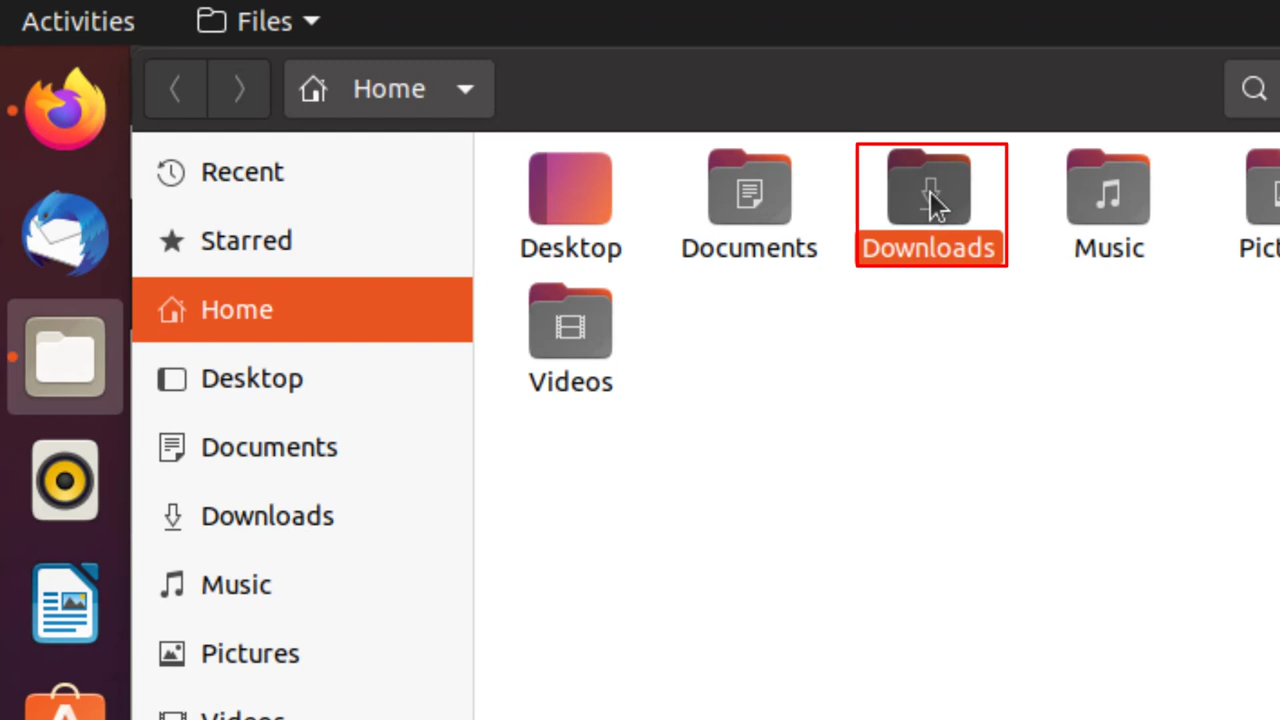 Activities
Files
Home
Recent
Starred
Home
Desktop
Documents
Downloads
Music
Pictures
Desktop
Documents
Downloads
Music
Videos